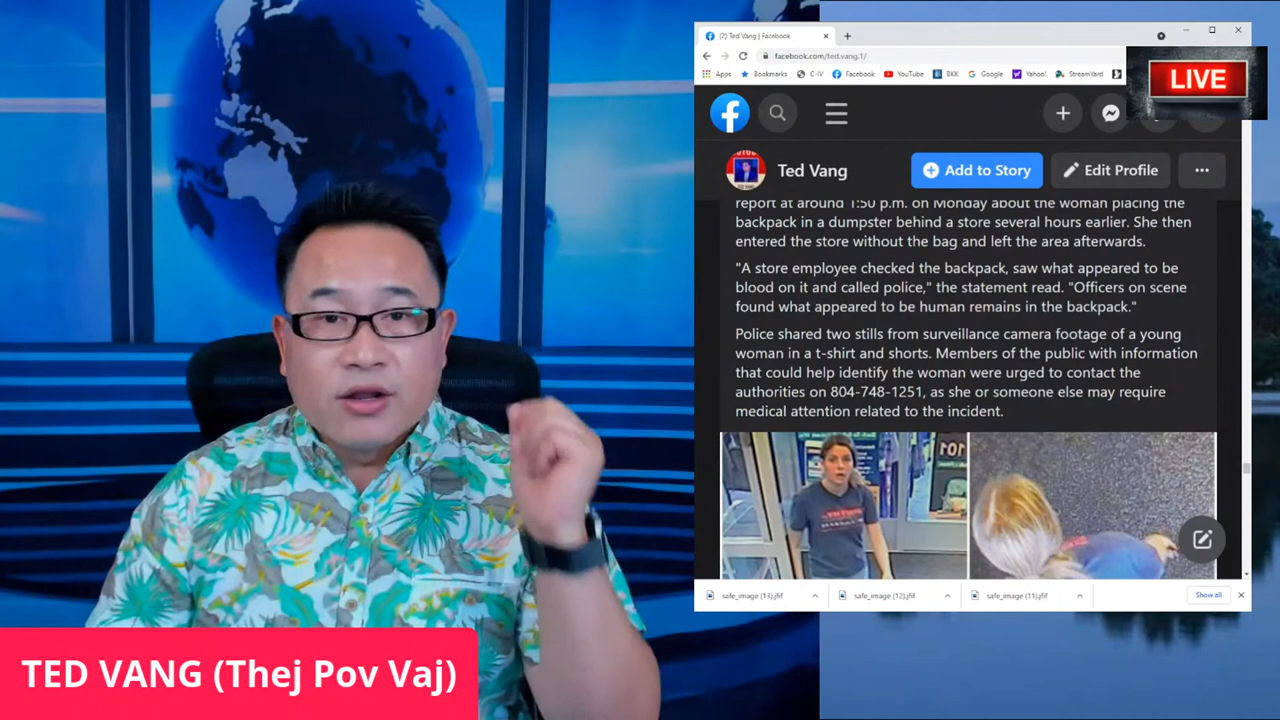 (2) Ted Vang | Facebook
facebook.com/ted.vang.1/
Apps
Bookmarks
C-IV
Facebook
YouTube
BKK
Google
Yahoo!
StreamYard
LIVE
Ted Vang
Add to Story
Edit Profile
report at around 1:50 p.m. on Monday about the woman placing the
backpack in a dumpster behind a store several hours earlier. She then
entered the store without the bag and left the area afterwards.
"A store employee checked the backpack, saw what appeared to be
blood on it and called police," the statement read. "Officers on scene
found what appeared to be human remains in the backpack."
Police shared two stills from surveillance camera footage of a young
woman in a t-shirt and shorts. Members of the public with information
that could help identify the woman were urged to contact the
authorities on 804-748-1251, as she or someone else may require
medical attention related to the incident.
safe_image (13).jfif
safe_image (12).jfif
safe_image (11).jfif
Show all
TED VANG (Thej Pov Vaj)